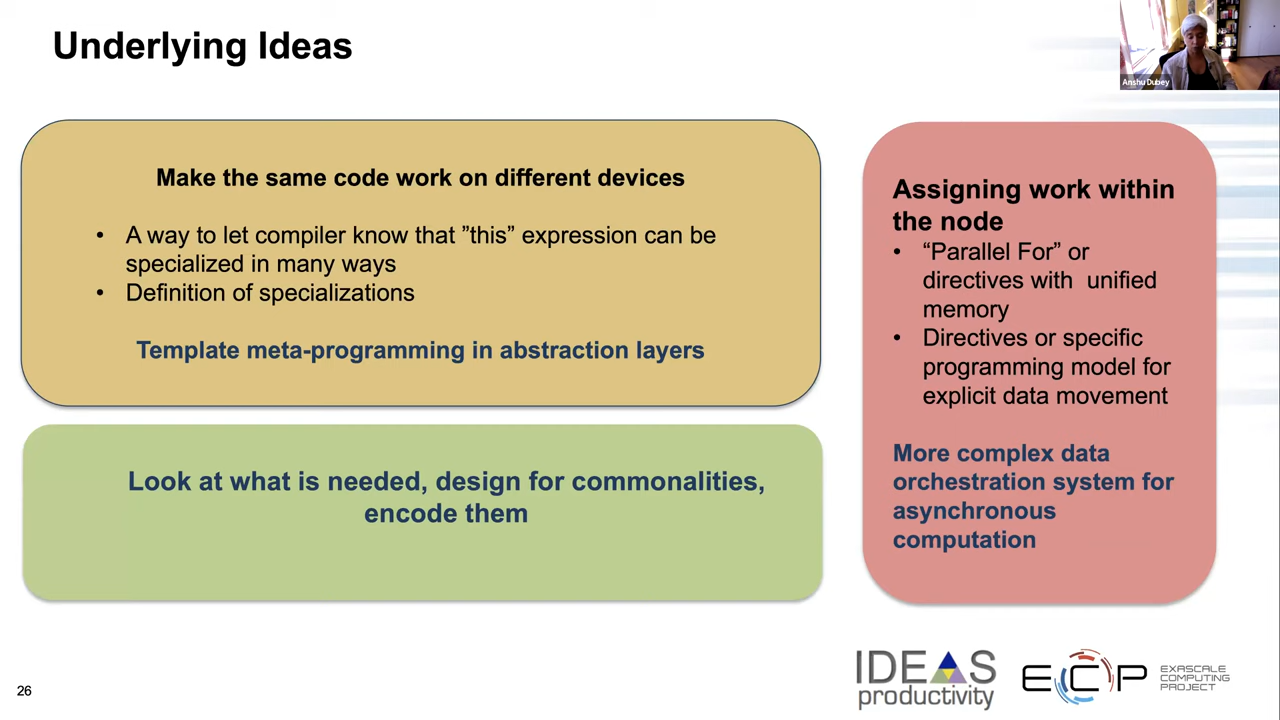 Underlying Ideas
Anshu Dubey
Make the same code work on different devices
• A way to let compiler know that ”this” expression can be
specialized in many ways
• Definition of specializations
Template meta-programming in abstraction layers
Look at what is needed, design for commonalities,
encode them
Assigning work within
the node
• “Parallel For” or
directives with unified
memory
• Directives or specific
programming model for
explicit data movement
More complex data
orchestration system for
asynchronous
computation
26
IDEAS
productivity
ECP
EXASCALE
COMPUTING
PROJECT